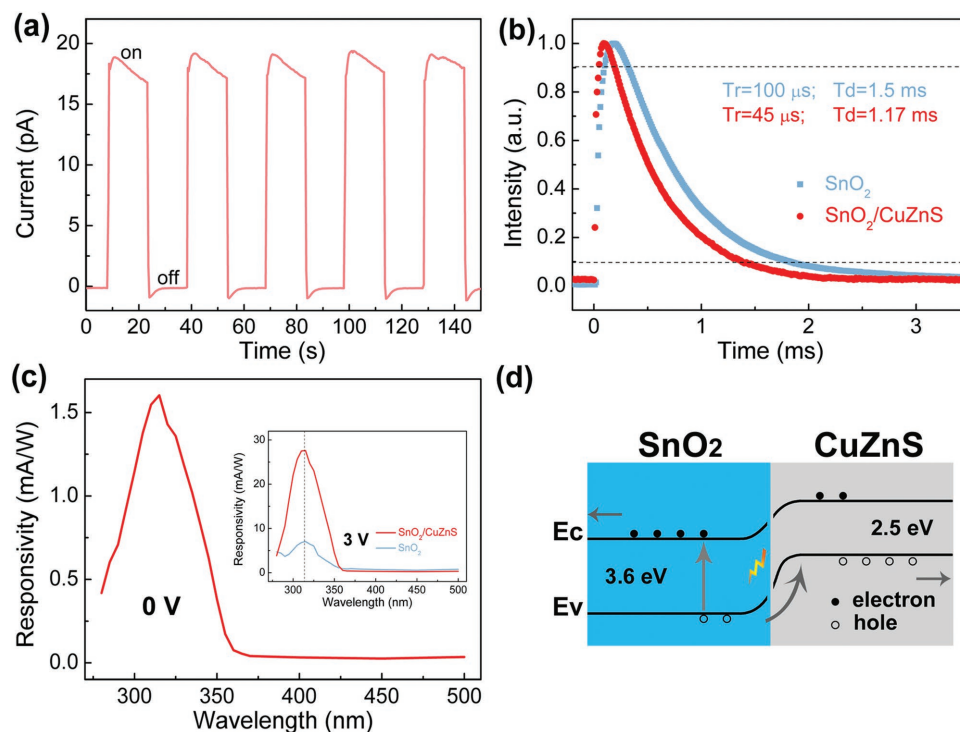 (a)
20
15
10
5
0
Current (pA)
on
off
0 20 40 60 80 100 120 140
Time (s)
(b)
1.0
0.8
0.6
0.4
0.2
0.0
Intensity (a.u.)
Tr=100 μs; Td=1.5 ms
Tr=45 μs; Td=1.17 ms
SnO₂
SnO₂/CuZnS
0 1 2 3
Time (ms)
(c)
1.5
1.0
0.5
0.0
Responsivity (mA/W)
0 V
300 350 400 450 500
Wavelength (nm)
30
20
10
0
Responsivity (mA/W)
3 V
SnO₂/CuZnS
SnO₂
300 350 400 450 500
Wavelength (nm)
(d)
SnO₂ CuZnS
Ec
2.5 eV
3.6 eV
Ev
electron
hole